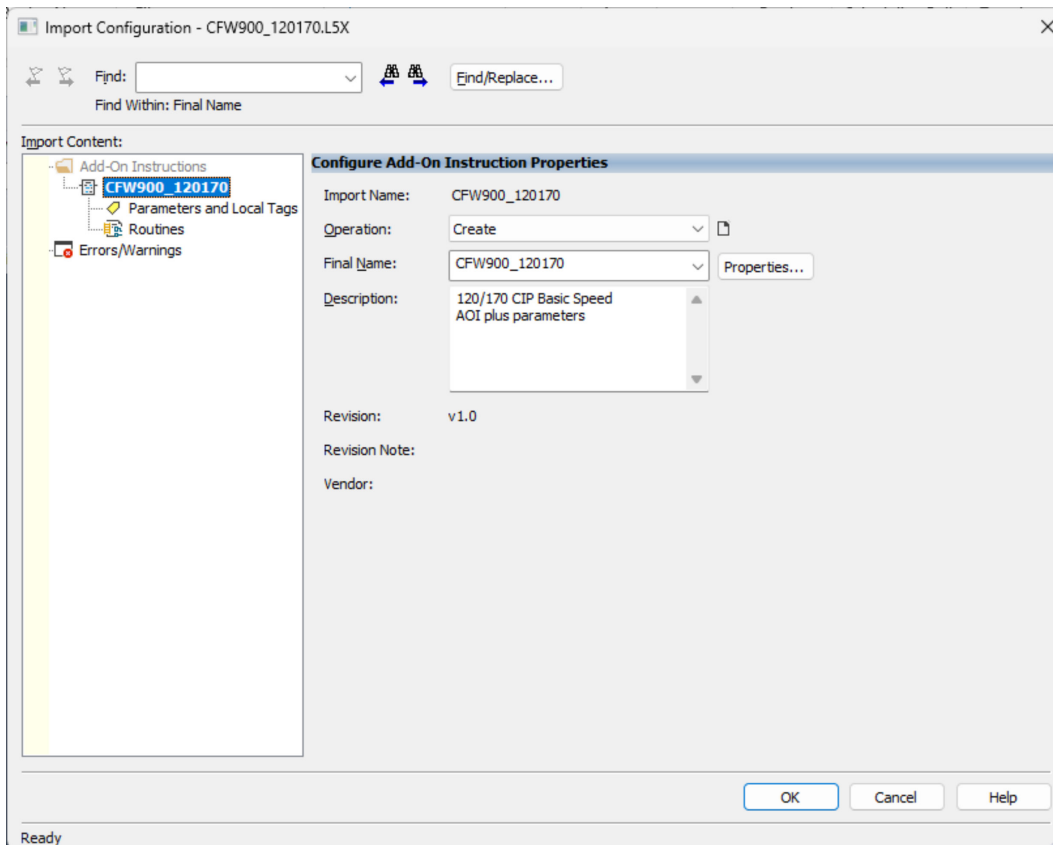 Import Configuration - CFW900_120170.L5X
Find:
Find/Replace...
Find Within: Final Name
Import Content:
Add-On Instructions
CFW900_120170
Parameters and Local Tags
Routines
Errors/Warnings
Configure Add-On Instruction Properties
Import Name: CFW900_120170
Operation: Create
Final Name: CFW900_120170 Properties...
Description: 120/170 CIP Basic Speed
AOI plus parameters
Revision: v1.0
Revision Note:
Vendor:
OK Cancel Help
Ready